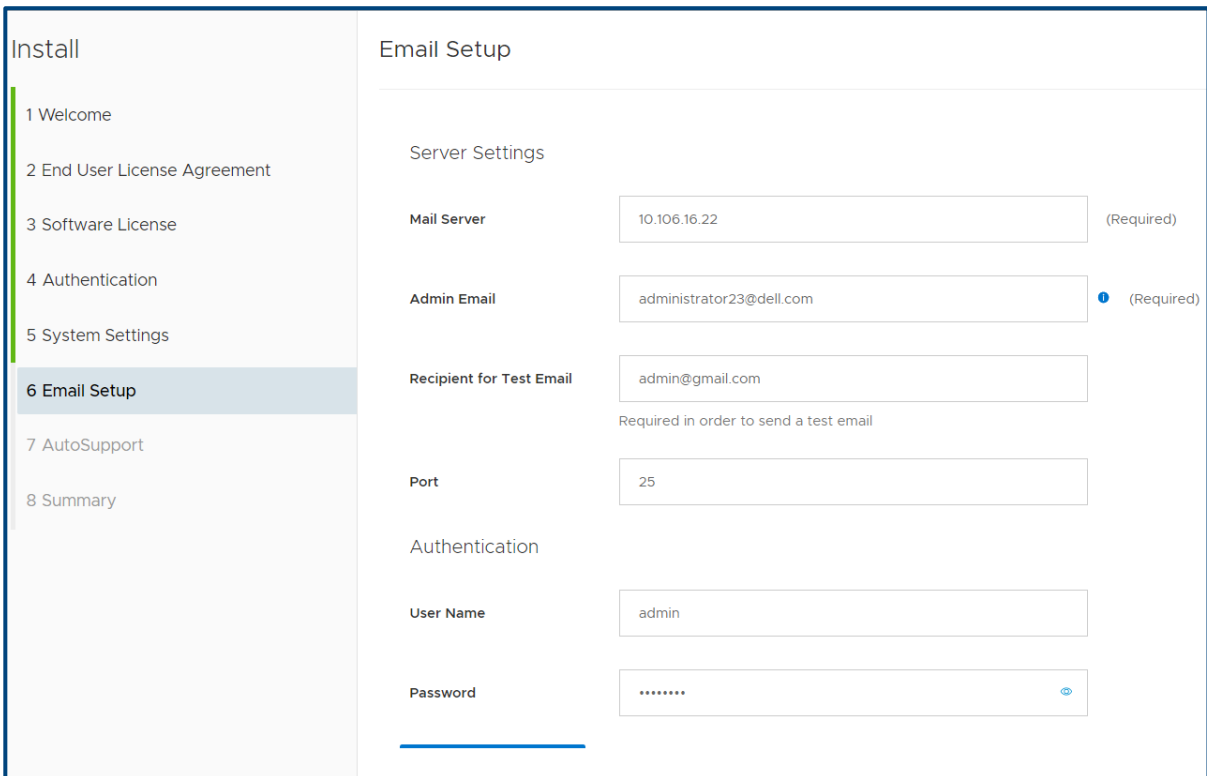 Install
1 Welcome
2 End User License Agreement
3 Software License
4 Authentication
5 System Settings
6 Email Setup
7 AutoSupport
8 Summary
Email Setup
Server Settings
Mail Server
10.106.16.22
(Required)
Admin Email
administrator23@dell.com
(Required)
Recipient for Test Email
admin@gmail.com
Required in order to send a test email
Port
25
Authentication
User Name
admin
Password
••••••••